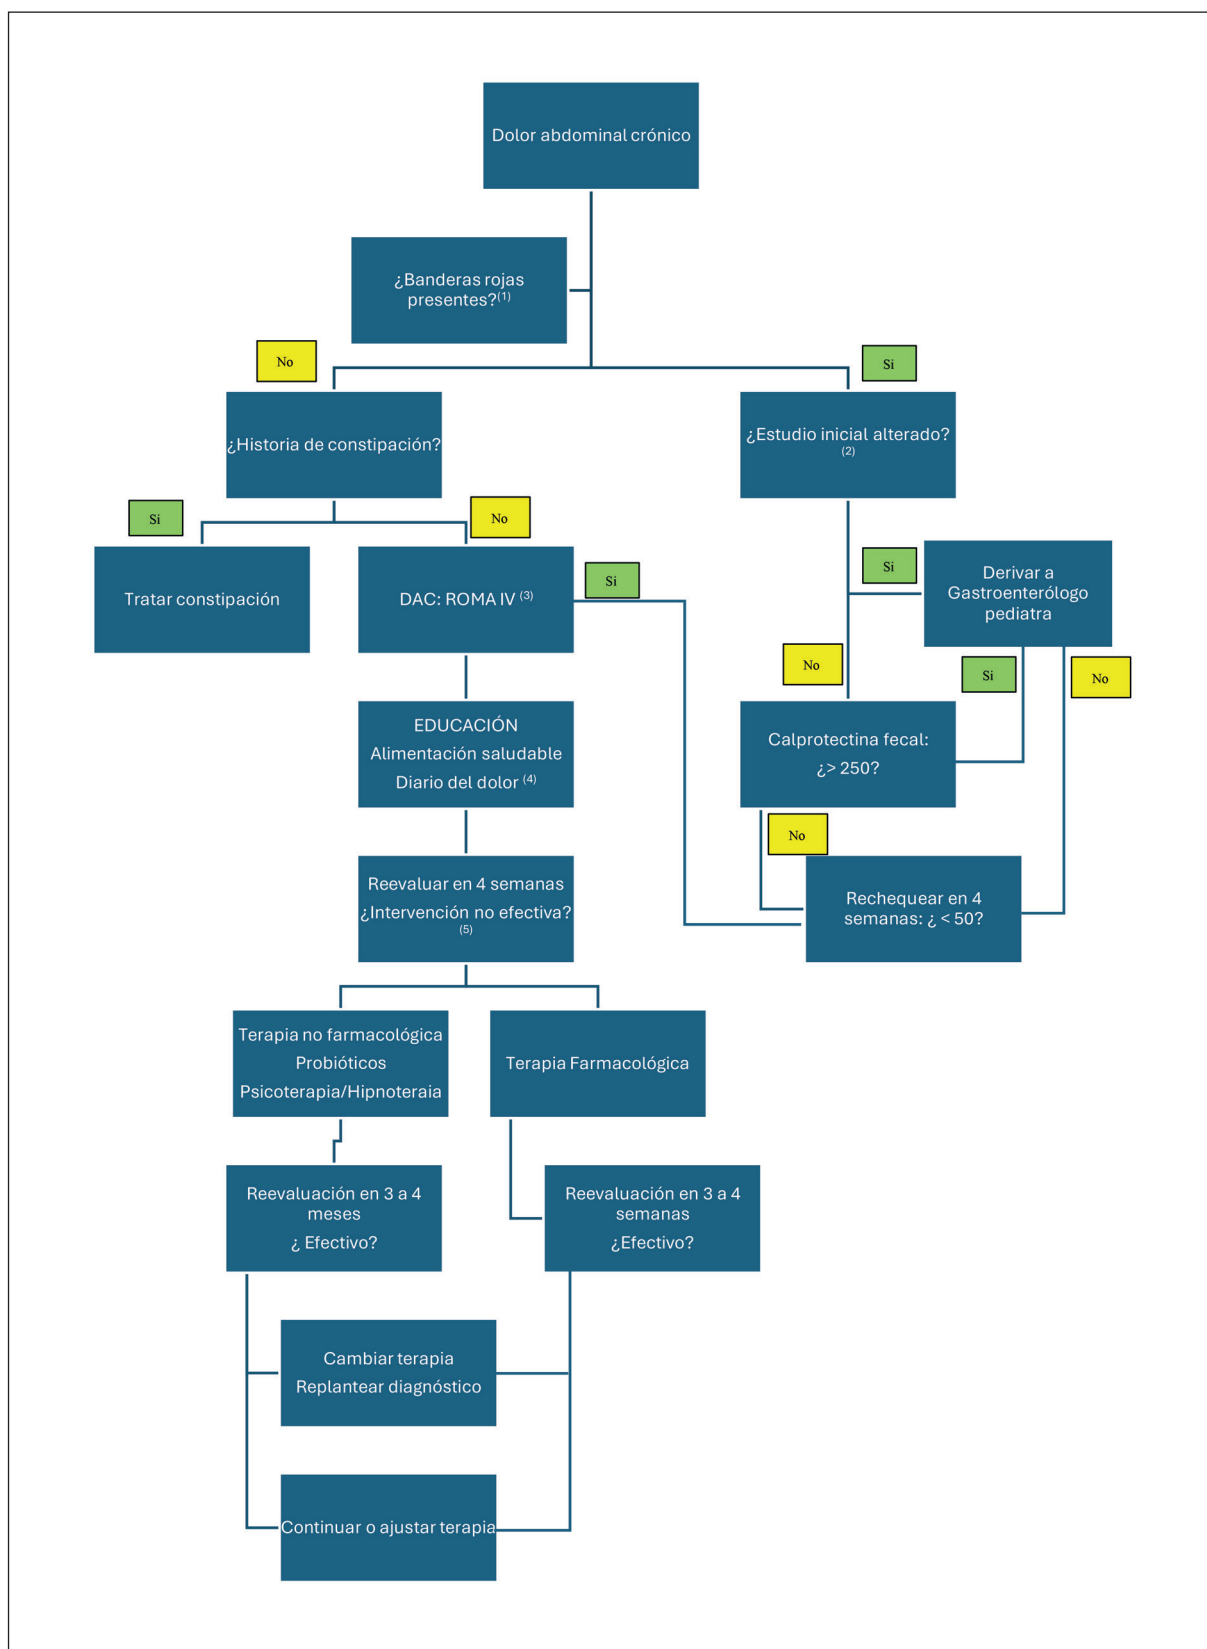 Dolor abdominal crónico
¿Banderas rojas
presentes?(1)
No
Si
¿Historia de constipación?
¿Estudio inicial alterado?
(2)
Si
No
Tratar constipación
DAC: ROMA IV (3)
Si
Si
Derivar a
Gastroenterólogo
pediatra
No
Si
No
EDUCACIÓN
Alimentación saludable
Diario del dolor (4)
Calprotectina fecal:
¿> 250?
No
Reevaluar en 4 semanas
¿Intervención no efectiva?
(5)
Rechequear en 4
semanas: ¿ < 50?
Terapia no farmacológica
Probióticos
Psicoterapia/Hipnoteraia
Terapia Farmacológica
Reevaluación en 3 a 4
meses
¿ Efectivo?
Reevaluación en 3 a 4
semanas
¿Efectivo?
Cambiar terapia
Replantear diagnóstico
Continuar o ajustar terapia